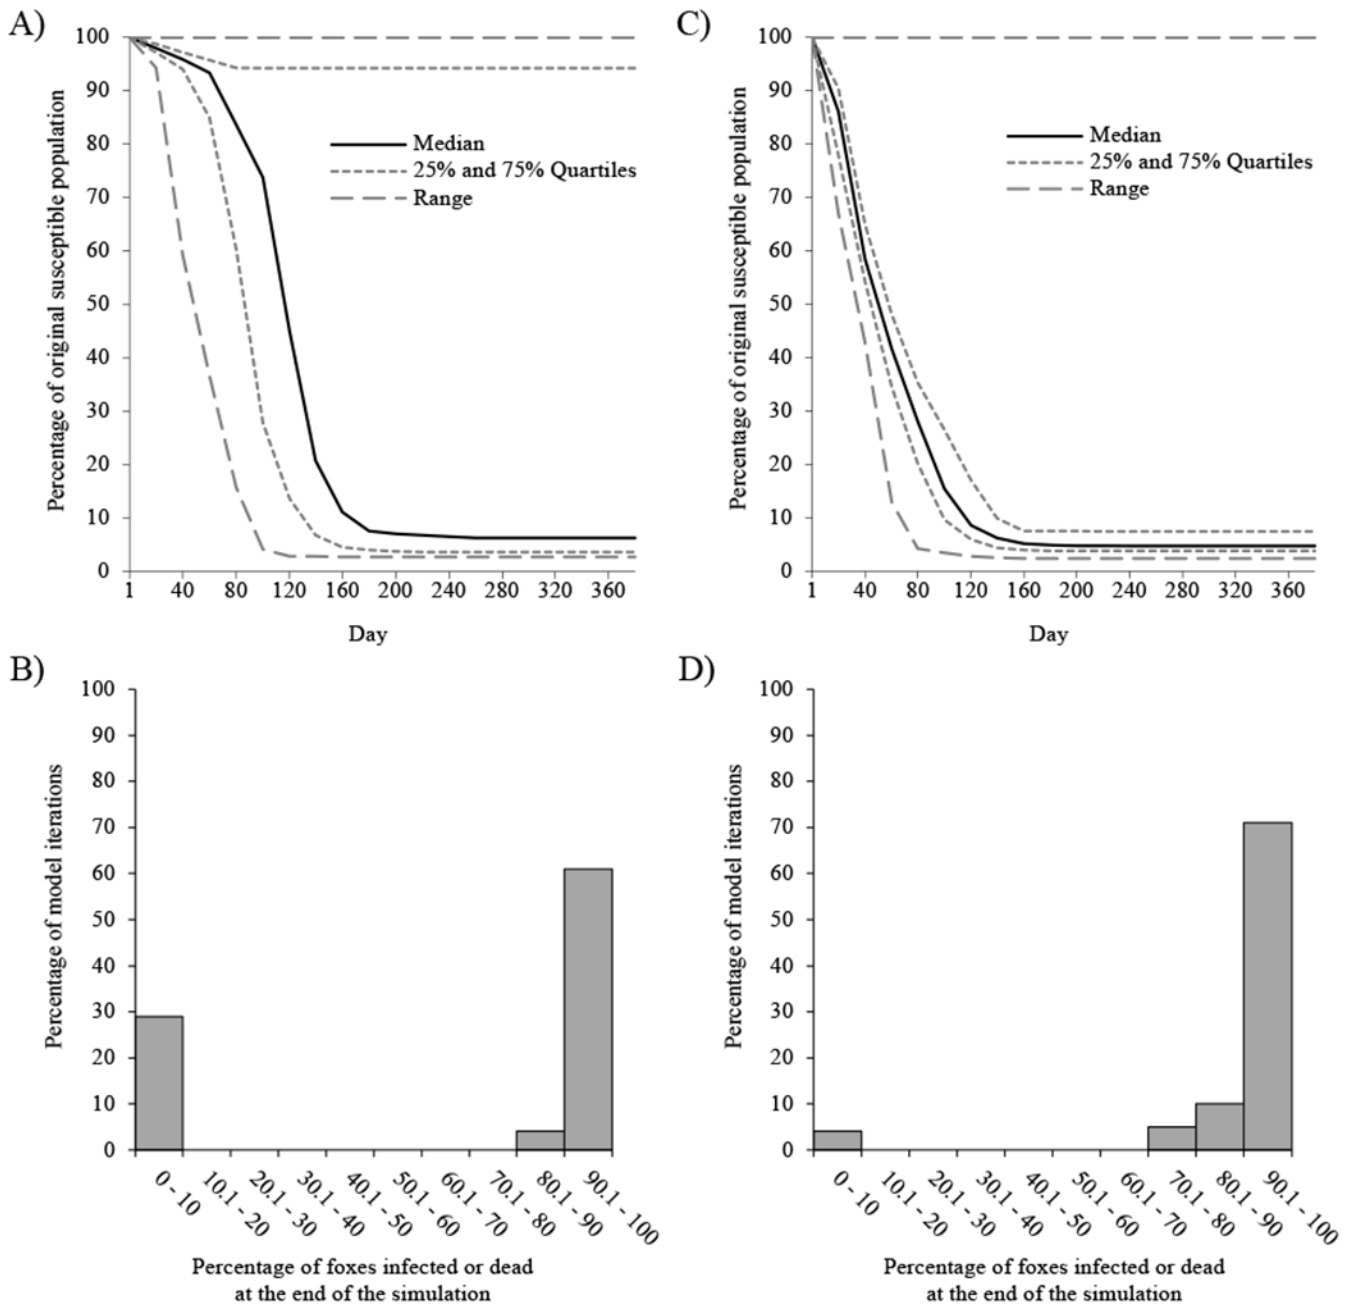 A)
100
90
80
70
60
50
40
30
20
10
0
Percentage of original susceptible population
Median
25% and 75% Quartiles
Range
1 40 80 120 160 200 240 280 320 360
Day
C)
100
90
80
70
60
50
40
30
20
10
0
Percentage of original susceptible population
Median
25% and 75% Quartiles
Range
1 40 80 120 160 200 240 280 320 360
Day
B)
100
90
80
70
60
50
40
30
20
10
0
Percentage of model iterations
0 - 10
10.1 - 20
20.1 - 30
30.1 - 40
40.1 - 50
50.1 - 60
60.1 - 70
70.1 - 80
80.1 - 90
90.1 - 100
Percentage of foxes infected or dead
at the end of the simulation
D)
100
90
80
70
60
50
40
30
20
10
0
Percentage of model iterations
0 - 10
10.1 - 20
20.1 - 30
30.1 - 40
40.1 - 50
50.1 - 60
60.1 - 70
70.1 - 80
80.1 - 90
90.1 - 100
Percentage of foxes infected or dead
at the end of the simulation